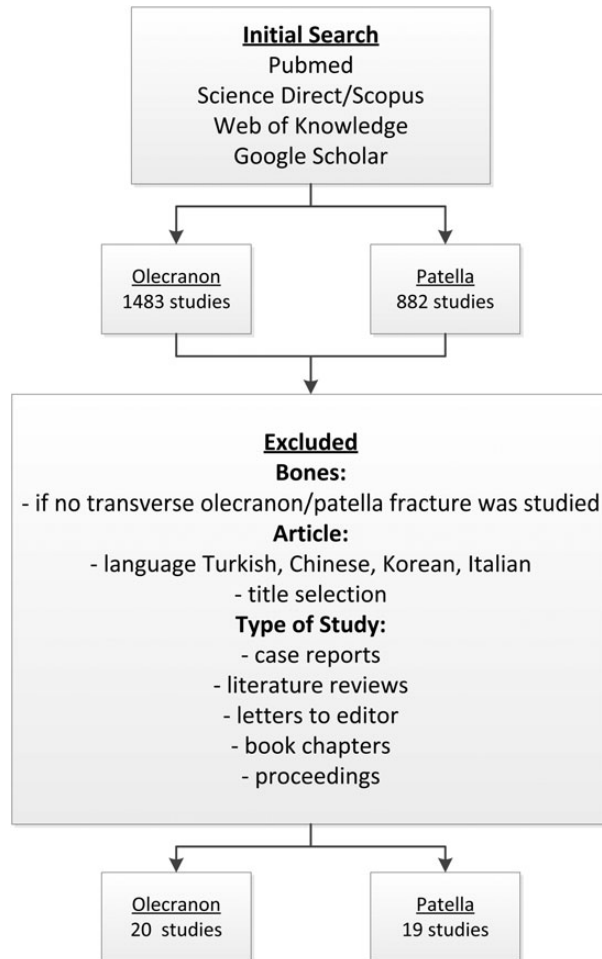 Initial Search
Pubmed
Science Direct/Scopus
Web of Knowledge
Google Scholar
Olecranon
1483 studies
Patella
882 studies
Excluded
Bones:
- if no transverse olecranon/patella fracture was studied
Article:
- language Turkish, Chinese, Korean, Italian
- title selection
Type of Study:
- case reports
- literature reviews
- letters to editor
- book chapters
- proceedings
Olecranon
20 studies
Patella
19 studies